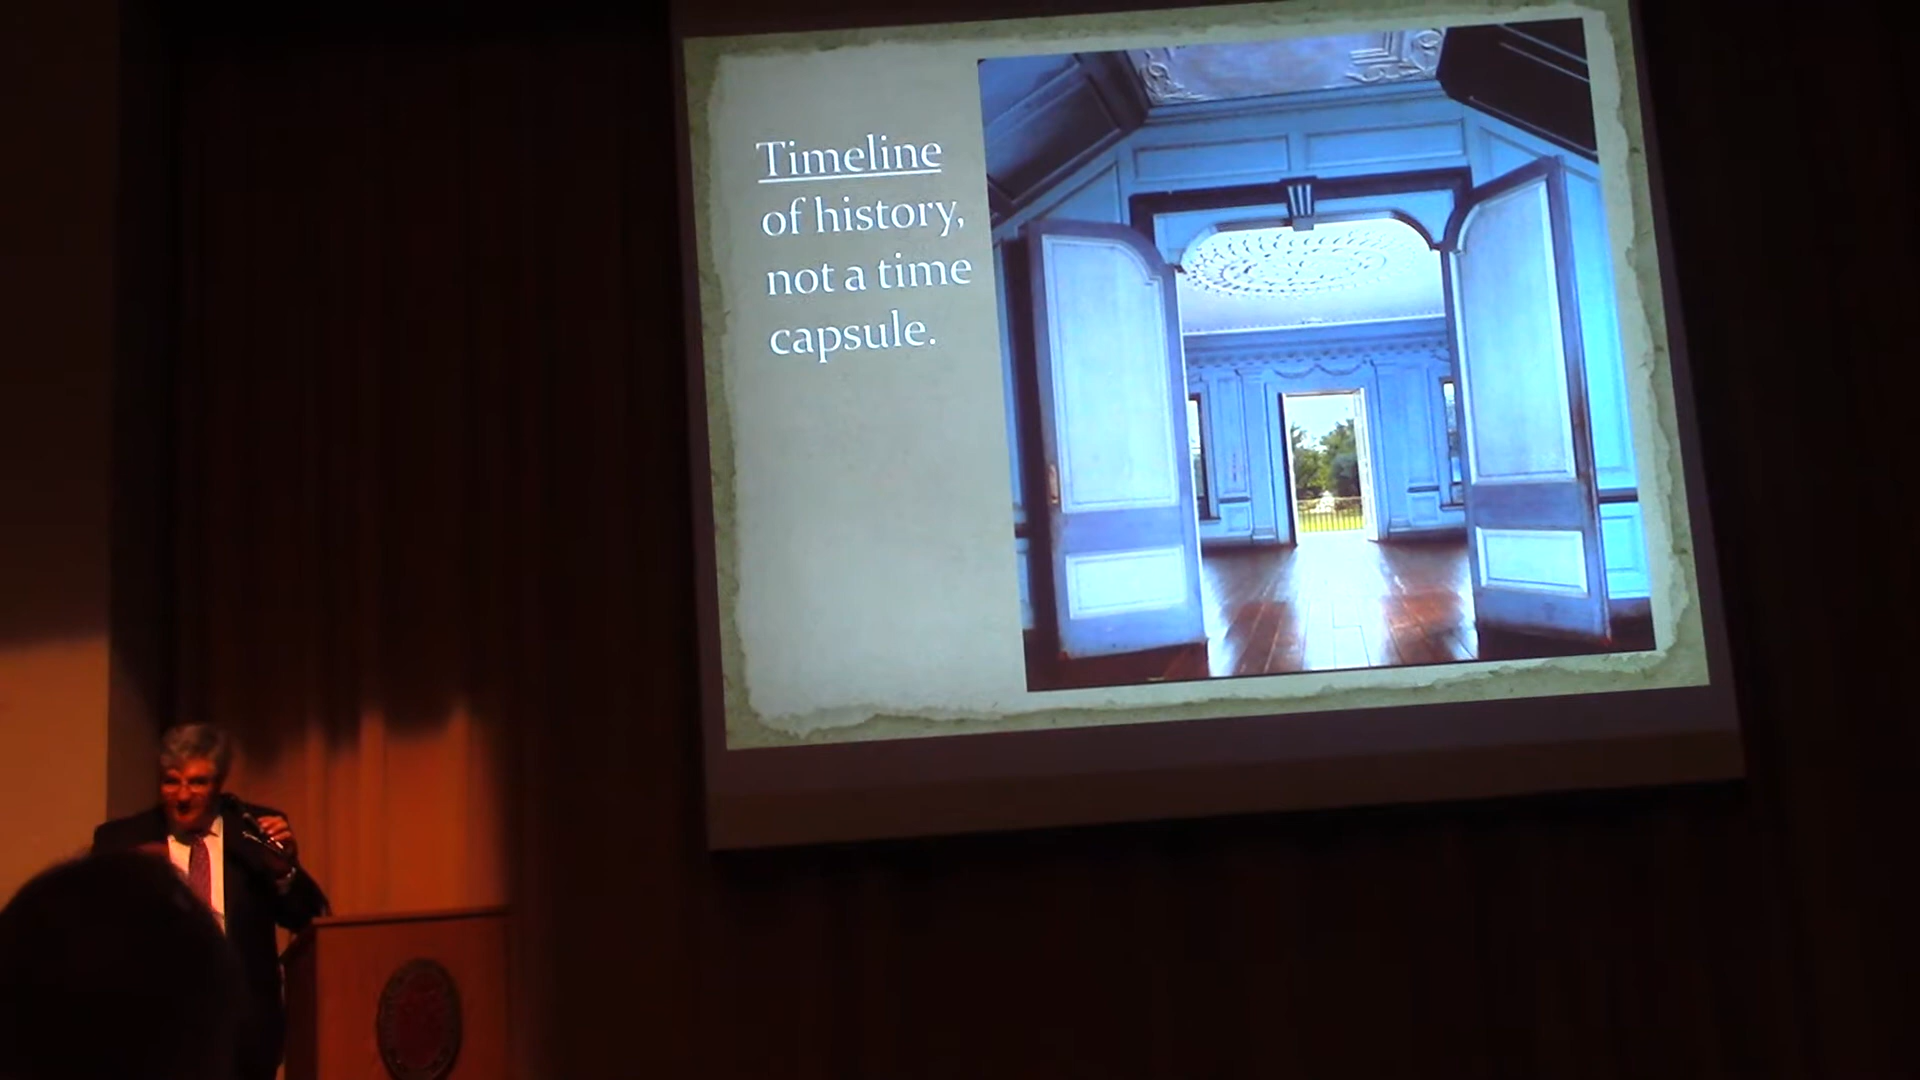 Timeline
of history,
not a time
capsule.